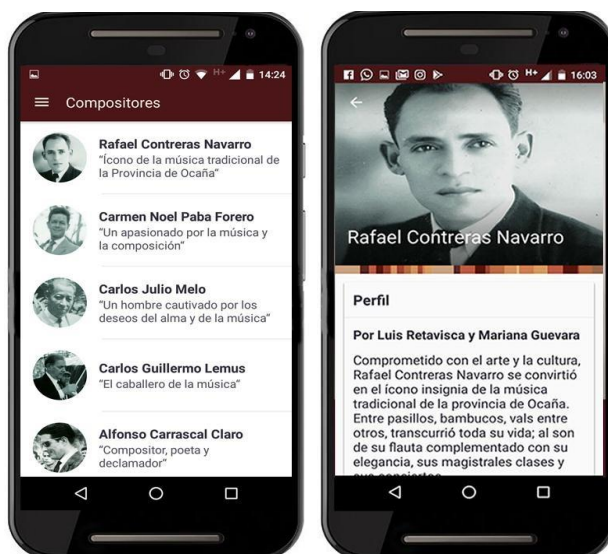 14:24
Compositores
Rafael Contreras Navarro
“Ícono de la música tradicional de
la Provincia de Ocaña”
Carmen Noel Paba Forero
“Un apasionado por la música y
la composición”
Carlos Julio Melo
“Un hombre cautivado por los
deseos del alma y de la música”
Carlos Guillermo Lemus
“El caballero de la música”
Alfonso Carrascal Claro
“Compositor, poeta y
declamador”
H+ 16:03
Rafael Contreras Navarro
Perfil
Por Luis Retavisca y Mariana Guevara
Comprometido con el arte y la cultura,
Rafael Contreras Navarro se convirtió
en el ícono insignia de la música
tradicional de la provincia de Ocaña.
Entre pasillos, bambucos, vals entre
otros, transcurrió toda su vida; al son
de su flauta complementado con su
elegancia, sus magistrales clases y